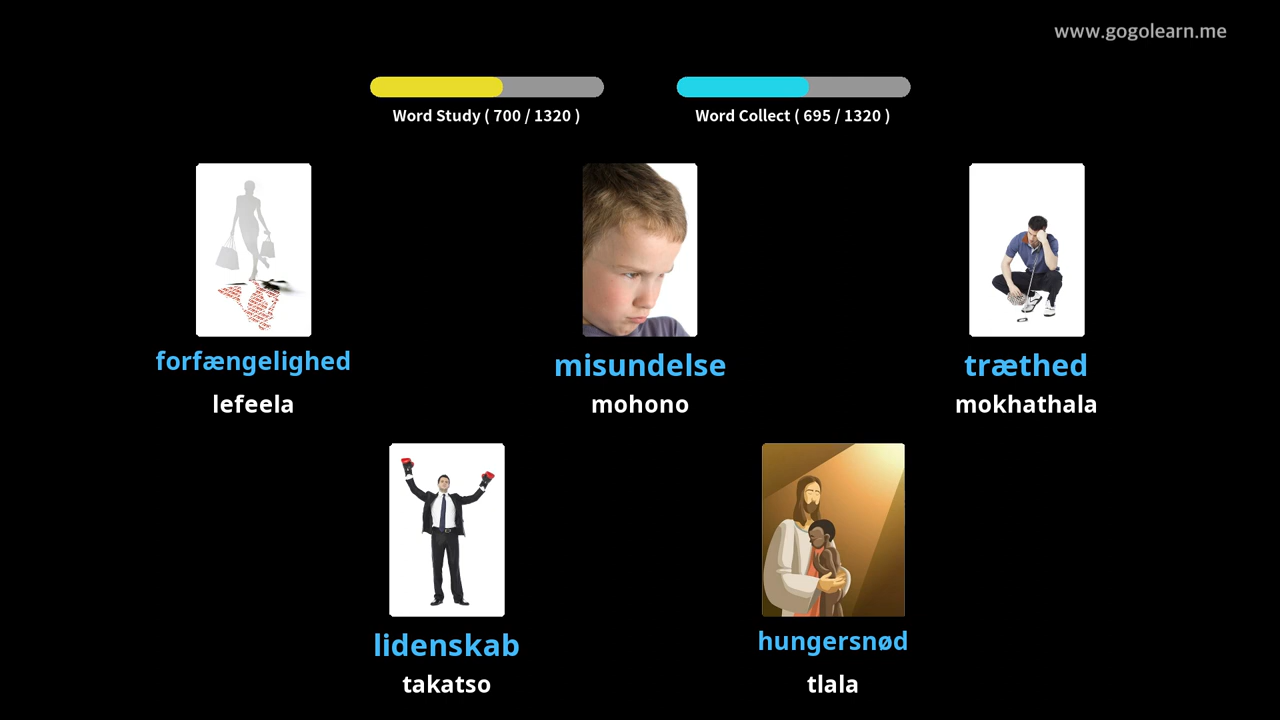 www.gogolearn.me
Word Study ( 700 / 1320 )
Word Collect ( 695 / 1320 )
forfængelighed
lefeela
misundelse
mohono
træthed
mokhathala
lidenskab
takatso
hungersnød
tlala